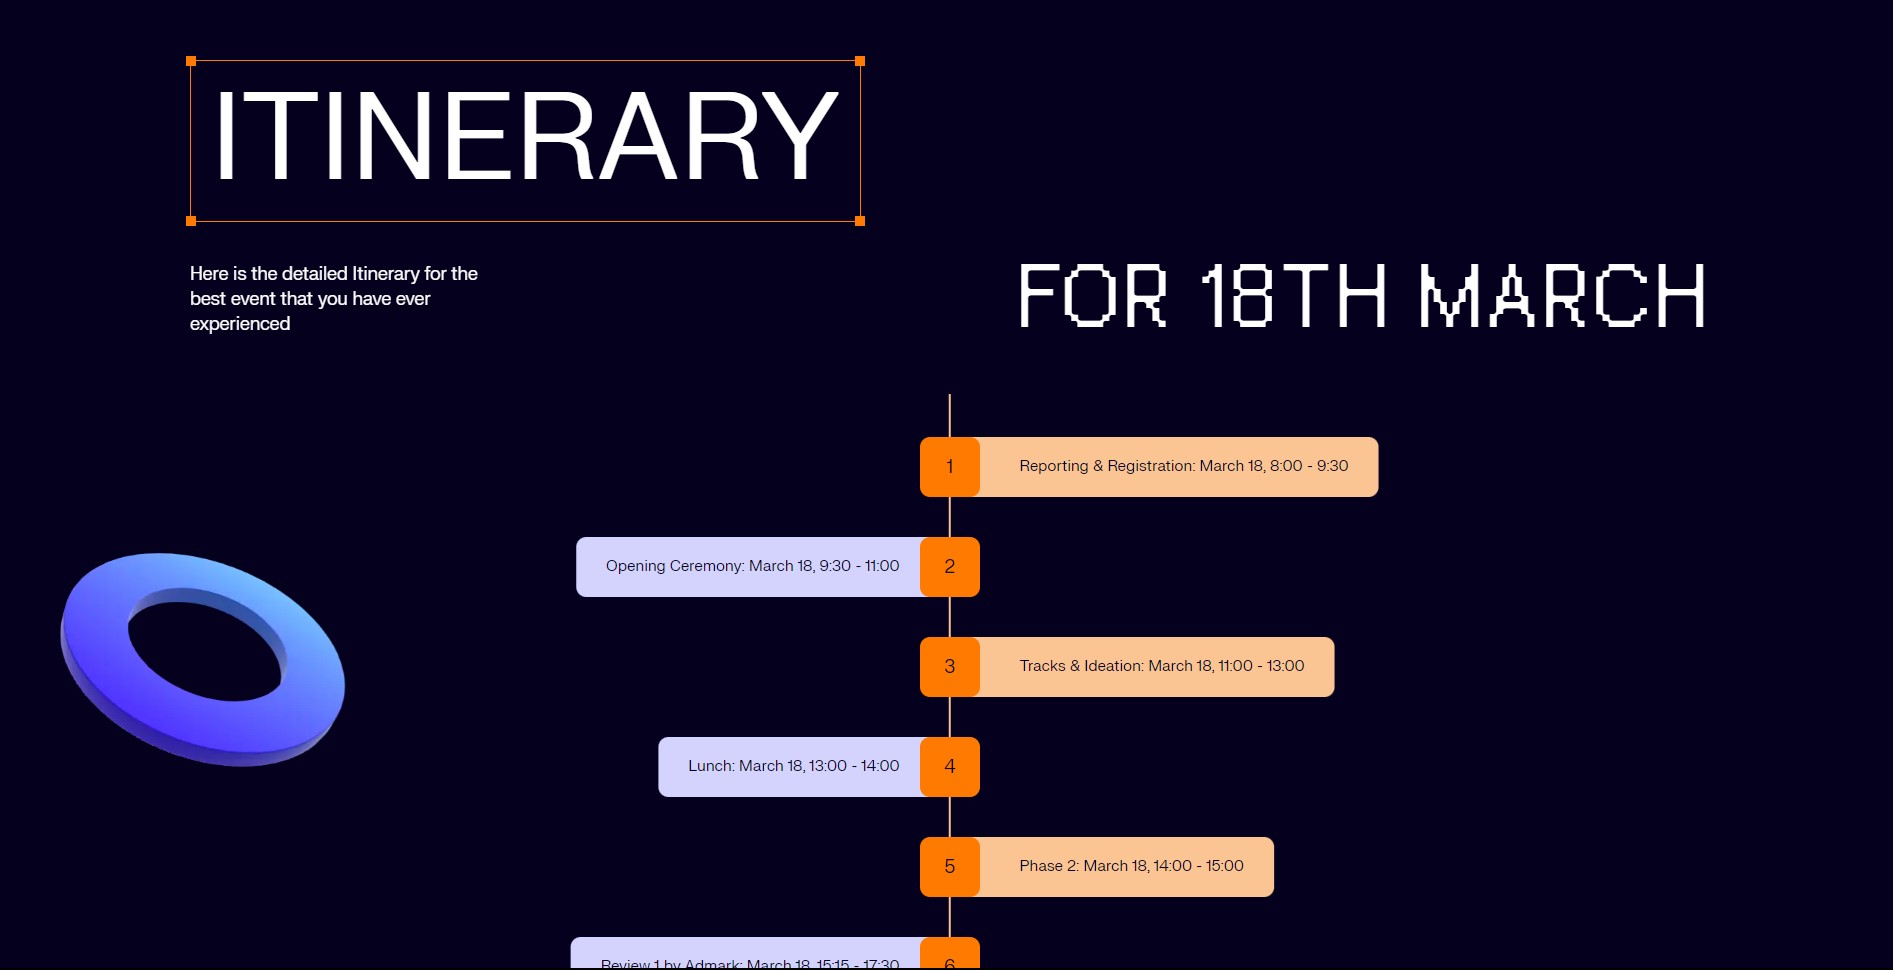 ITINERARY
Here is the detailed Itinerary for the
best event that you have ever
experienced
FOR 18TH MARCH
1
Reporting & Registration: March 18, 8:00 - 9:30
Opening Ceremony: March 18, 9:30 - 11:00
2
3
Tracks & Ideation: March 18, 11:00 - 13:00
Lunch: March 18, 13:00 - 14:00
4
5
Phase 2: March 18, 14:00 - 15:00
Review 1 by Admark: March 18, 15:15 - 17:30
6